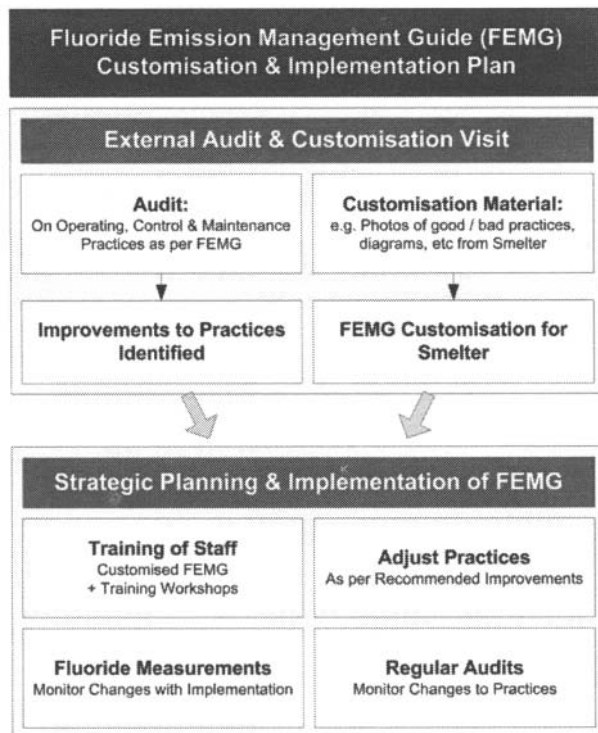 Fluoride Emission Management Guide (FEMG)
Customisation & Implementation Plan
External Audit & Customisation Visit
Audit:
On Operating, Control & Maintenance
Practices as per FEMG
Customisation Material:
e.g. Photos of good / bad practices,
diagrams, etc from Smelter
Improvements to Practices
Identified
FEMG Customisation for
Smelter
Strategic Planning & Implementation of FEMG
Training of Staff
Customised FEMG
+ Training Workshops
Adjust Practices
As per Recommended Improvements
Fluoride Measurements
Monitor Changes with Implementation
Regular Audits
Monitor Changes to Practices